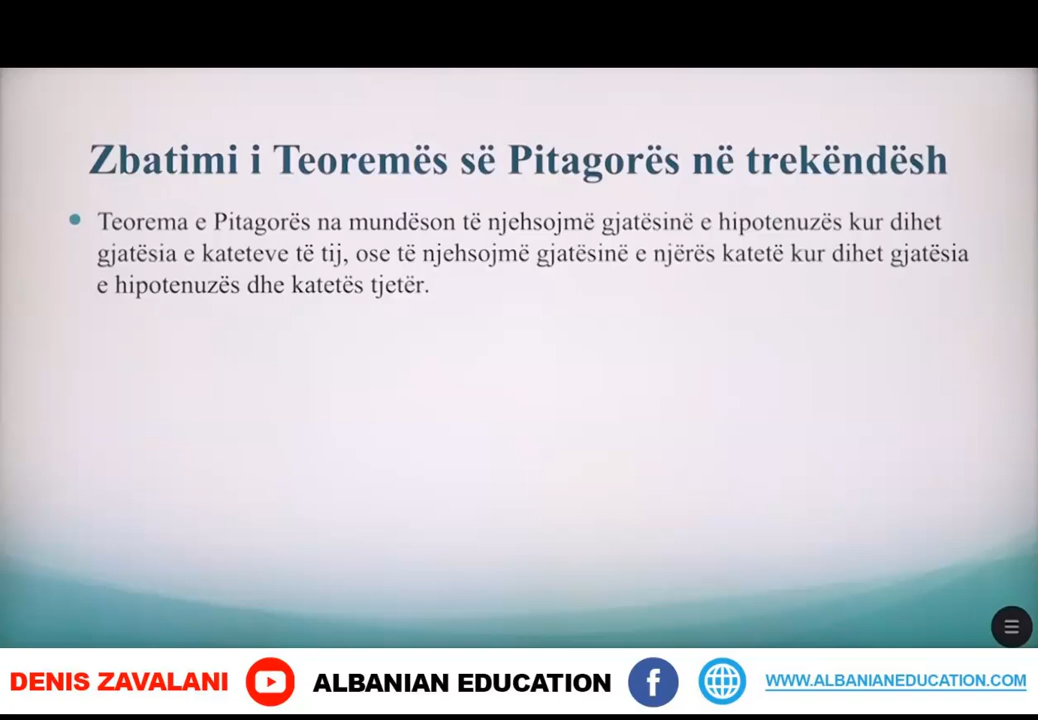 Zbatimi i Teoremës së Pitagorës në trekëndësh
Teorema e Pitagorës na mundëson të njehsojmë gjatësinë e hipotenuzës kur dihet
gjatësia e kateteve të tij, ose të njehsojmë gjatësinë e njërës katetë kur dihet gjatësia
e hipotenuzës dhe katetës tjetër.
DENIS ZAVALANI ALBANIAN EDUCATION WWW.ALBANIANEDUCATION.COM